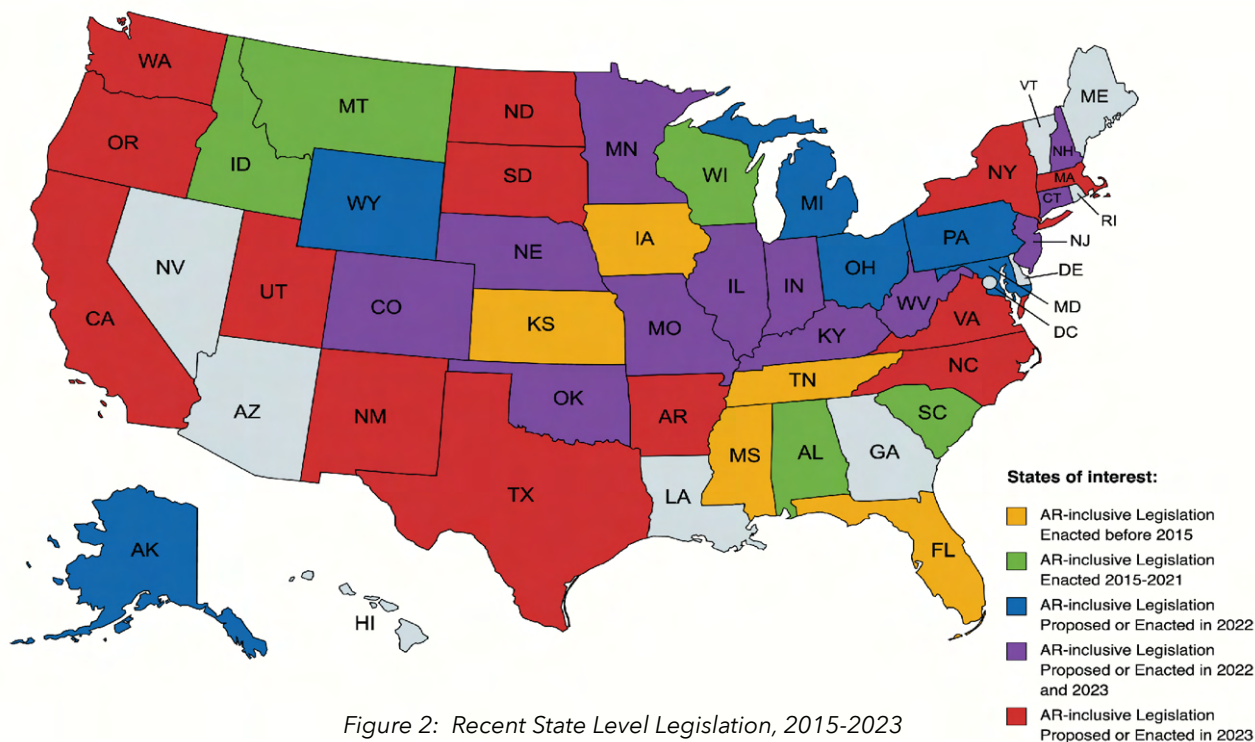 WA
MT
ND
MN
VT
ME
OR
ID
SD
WI
NY
NH
MA
WY
MI
CT
RI
IA
PA
NJ
NE
NV
OH
DE
UT
IL
IN
MD
CO
WV
CA
KS
MO
KY
VA
DC
TN
NC
AZ
OK
NM
AR
SC
MS
AL
GA
TX
LA
AK
FL
HI
States of interest:
AR-inclusive Legislation
Enacted before 2015
AR-inclusive Legislation
Enacted 2015-2021
AR-inclusive Legislation
Proposed or Enacted in 2022
AR-inclusive Legislation
Proposed or Enacted in 2022
and 2023
AR-inclusive Legislation
Proposed or Enacted in 2023
Figure 2: Recent State Level Legislation, 2015-2023